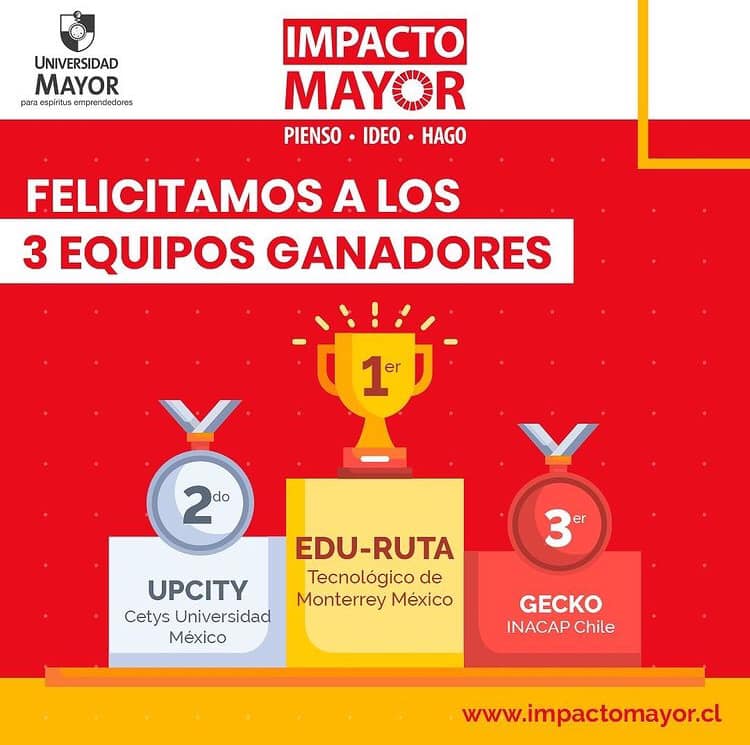 UNIVERSIDAD
MAYOR
para espíritus emprendedores
IMPACTO
MAYOR
PIENSO • IDEO • HAGO
FELICITAMOS A LOS
3 EQUIPOS GANADORES
1er
2do
3er
EDU-RUTA
Tecnológico de
Monterrey México
UPCITY
Cetys Universidad
México
GECKO
INACAP Chile
www.impactomayor.cl